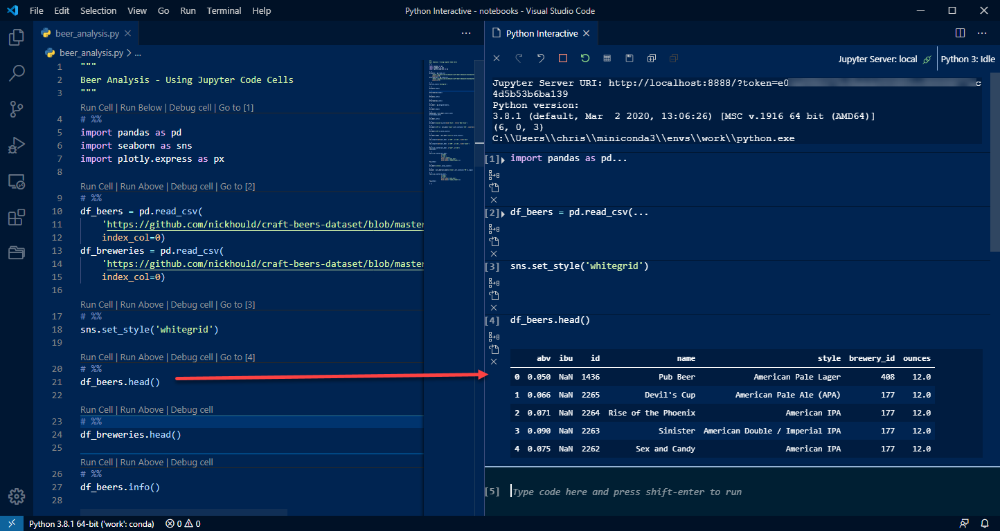 File Edit Selection View Go Run Terminal Help
Python Interactive - notebooks - Visual Studio Code
beer_analysis.py
beer_analysis.py > ...
1 """
2 Beer Analysis - Using Jupyter Code Cells
3 """
Run Cell | Run Below | Debug cell | Go to [1]
4 # %%
5 import pandas as pd
6 import seaborn as sns
7 import plotly.express as px
8
Run Cell | Run Above | Debug cell | Go to [2]
9 # %%
10 df_beers = pd.read_csv(
11 'https://github.com/nickhould/craft-beers-dataset/blob/master
12 index_col=0)
13 df_breweries = pd.read_csv(
14 'https://github.com/nickhould/craft-beers-dataset/blob/master
15 index_col=0)
16
Run Cell | Run Above | Debug cell | Go to [3]
17 # %%
18 sns.set_style('whitegrid')
19
Run Cell | Run Above | Debug cell | Go to [4]
20 # %%
21 df_beers.head()
22
Run Cell | Run Above | Debug cell
23 # %%
24 df_breweries.head()
25
Run Cell | Run Above | Debug cell
26 # %%
27 df_beers.info()
28
Python Interactive
Jupyter Server: local
Python 3: Idle
Jupyter Server URI: http://localhost:8888/?token=e0 c
4d5b53b6ba139
Python version:
3.8.1 (default, Mar  2 2020, 13:06:26) [MSC v.1916 64 bit (AMD64)]
(6, 0, 3)
C:\\Users\\chris\\miniconda3\\envs\\work\\python.exe
[1] import pandas as pd...
[2] df_beers = pd.read_csv(...
[3] sns.set_style('whitegrid')
[4] df_beers.head()
abv ibu id name style brewery_id ounces
0 0.050 NaN 1436 Pub Beer American Pale Lager 408 12.0
1 0.066 NaN 2265 Devil's Cup American Pale Ale (APA) 177 12.0
2 0.071 NaN 2264 Rise of the Phoenix American IPA 177 12.0
3 0.090 NaN 2263 Sinister American Double / Imperial IPA 177 12.0
4 0.075 NaN 2262 Sex and Candy American IPA 177 12.0
[5] Type code here and press shift-enter to run
Python 3.8.1 64-bit ('work': conda) 0 0